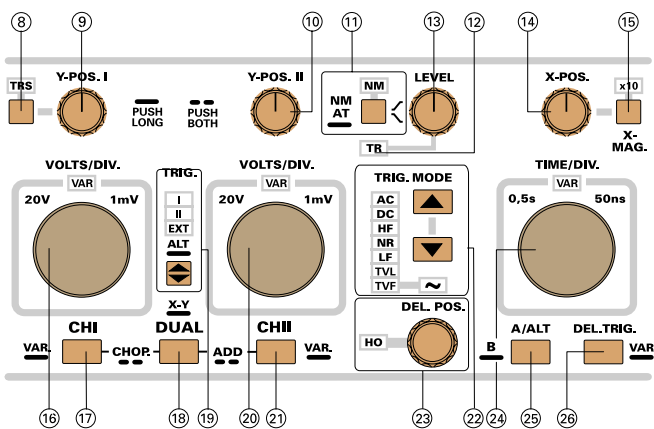 8 9 10 11 13 12 14 15
TRS
Y-POS. I
PUSH LONG
PUSH BOTH
Y-POS. II
NM
NM
AT
LEVEL
TR
X-POS.
x10
X-MAG.
VOLTS/DIV.
VAR
20V 1mV
TRIG.
I
II
EXT
ALT
X-Y
VOLTS/DIV.
VAR
20V 1mV
TRIG. MODE
AC
DC
HF
NR
LF
TVL
TVF
~
TIME/DIV.
VAR
0,5s 50ns
DEL. POS.
HO
VAR.
CHI
CHOP.
DUAL
ADD
CHII
VAR.
B
A/ALT
DEL.TRIG.
VAR
16 17 18 19 20 21 23 22 24 25 26